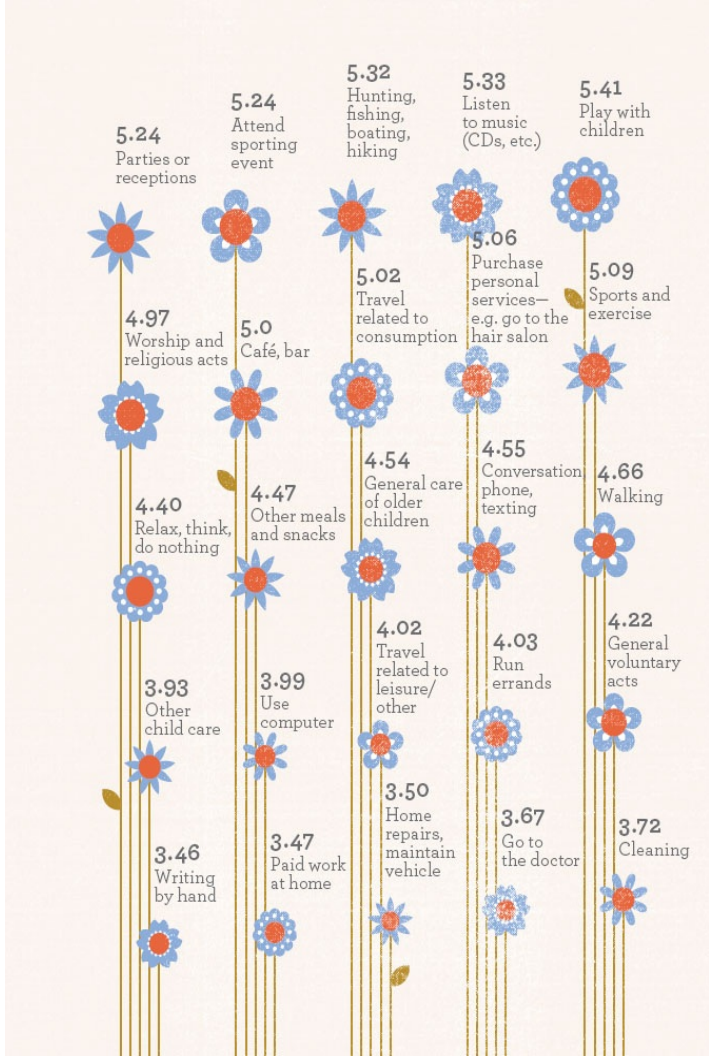 5.24
Parties or
receptions
5.24
Attend
sporting
event
5.32
Hunting,
fishing,
boating,
hiking
5.33
Listen
to music
(CDs, etc.)
5.41
Play with
children
4.97
Worship and
religious acts
5.0
Café, bar
5.02
Travel
related to
consumption
5.06
Purchase
personal
services—
e.g. go to the
hair salon
5.09
Sports and
exercise
4.40
Relax, think,
do nothing
4.47
Other meals
and snacks
4.54
General care
of older
children
4.55
Conversation,
phone,
texting
4.66
Walking
3.93
Other
child care
3.99
Use
computer
4.02
Travel
related to
leisure/
other
4.03
Run
errands
4.22
General
voluntary
acts
3.46
Writing
by hand
3.47
Paid work
at home
3.50
Home
repairs,
maintain
vehicle
3.67
Go to
the doctor
3.72
Cleaning